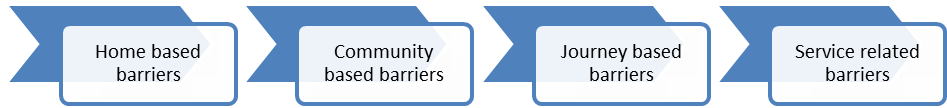 Home based
barriers
Community
based barriers
Journey based
barriers
Service related
barriers